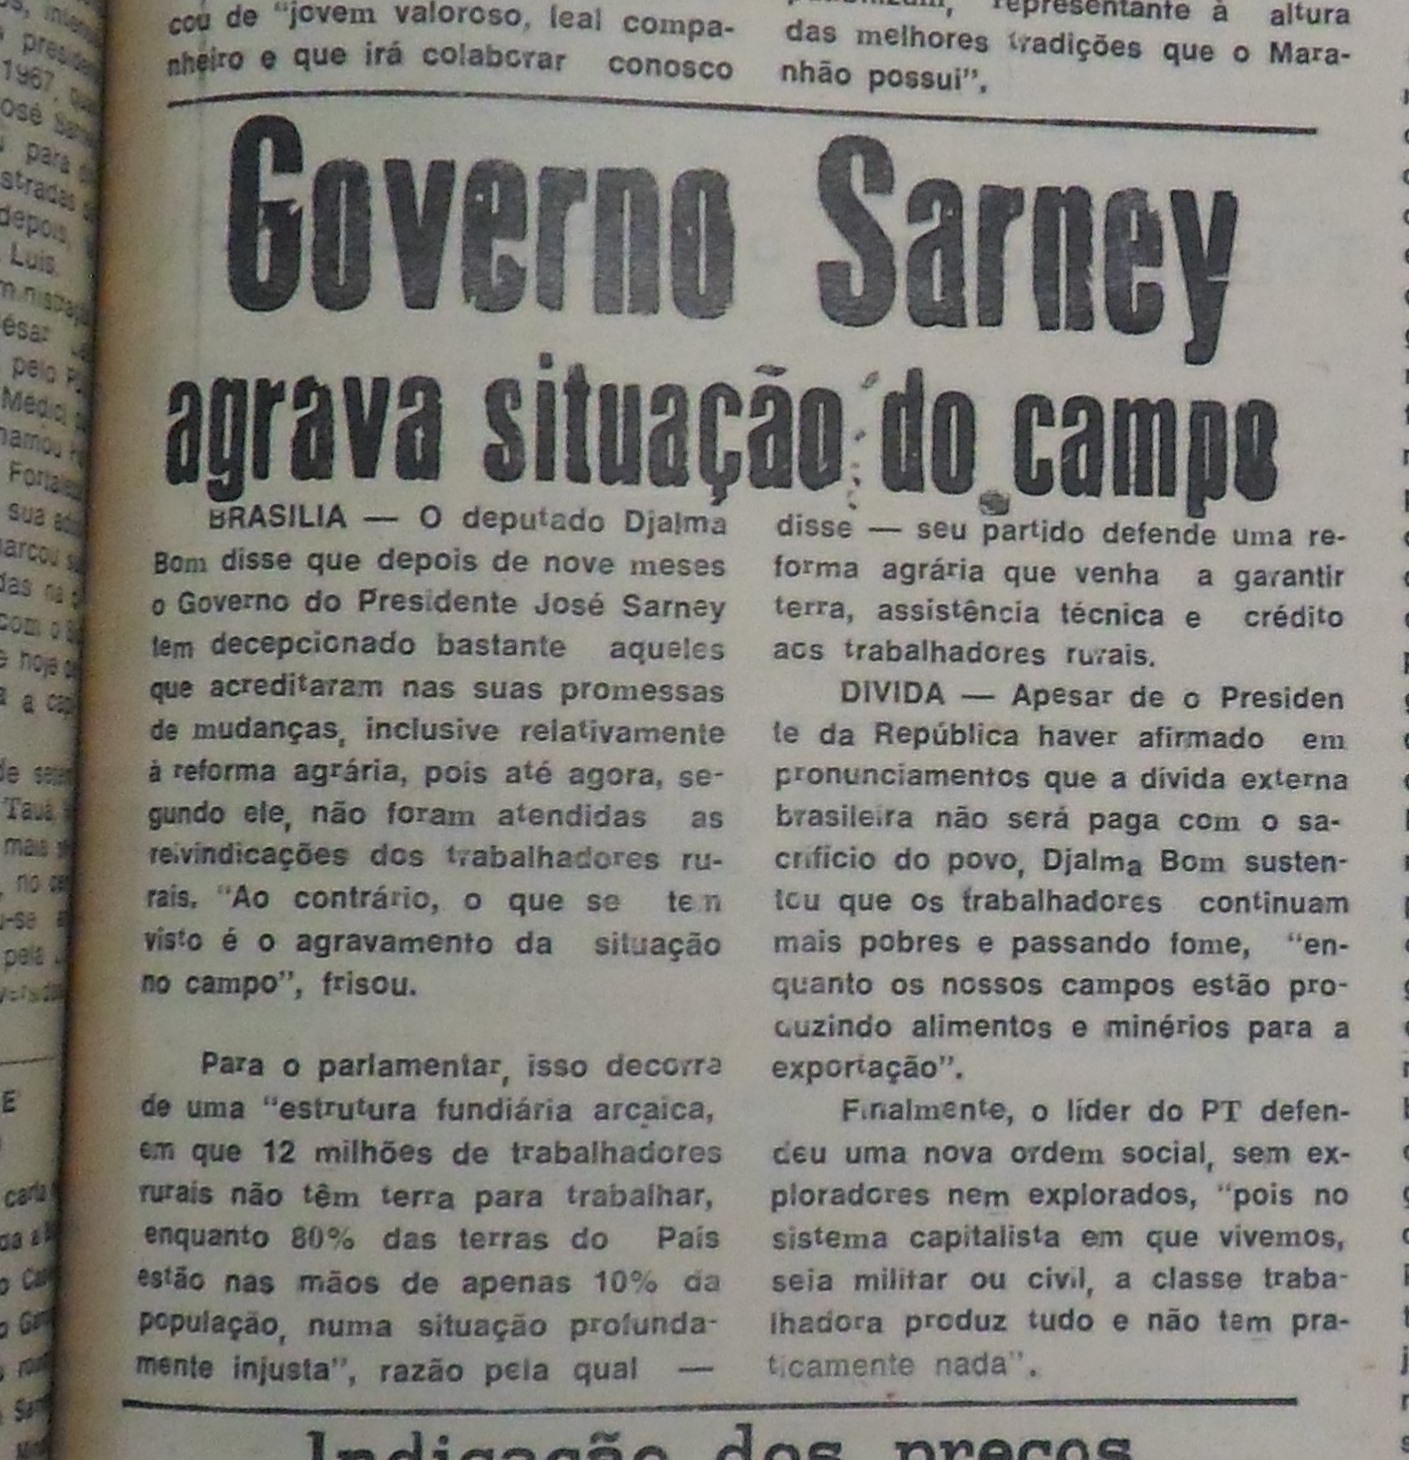 cou de "jovem valoroso, leal compa-
nheiro e que irá colaborar conosco
representante à altura
das melhores tradições que o Mara-
nhão possui".
Governo Sarney
agrava situação do campo
BRASILIA — O deputado Djalma
Bom disse que depois de nove meses
o Governo do Presidente José Sarney
tem decepcionado bastante aqueles
que acreditaram nas suas promessas
de mudanças, inclusive relativamente
à reforma agrária, pois até agora, se-
gundo ele, não foram atendidas as
reivindicações dos trabalhadores ru-
rais. "Ao contrário, o que se tem
visto é o agravamento da situação
no campo", frisou.
Para o parlamentar, isso decorre
de uma "estrutura fundiária arcaica,
em que 12 milhões de trabalhadores
rurais não têm terra para trabalhar,
enquanto 80% das terras do País
estão nas mãos de apenas 10% da
população, numa situação profunda-
mente injusta", razão pela qual —
disse — seu partido defende uma re-
forma agrária que venha a garantir
terra, assistência técnica e crédito
aos trabalhadores rurais.
DIVIDA — Apesar de o Presiden
te da República haver afirmado em
pronunciamentos que a dívida externa
brasileira não será paga com o sa-
crifício do povo, Djalma Bom susten-
tou que os trabalhadores continuam
mais pobres e passando fome, "en-
quanto os nossos campos estão pro-
duzindo alimentos e minérios para a
exportação".
Finalmente, o líder do PT defen-
deu uma nova ordem social, sem ex-
ploradores nem explorados, "pois no
sistema capitalista em que vivemos,
seia militar ou civil, a classe traba-
lhadora produz tudo e não tem pra-
ticamente nada".
Indicação dos preços